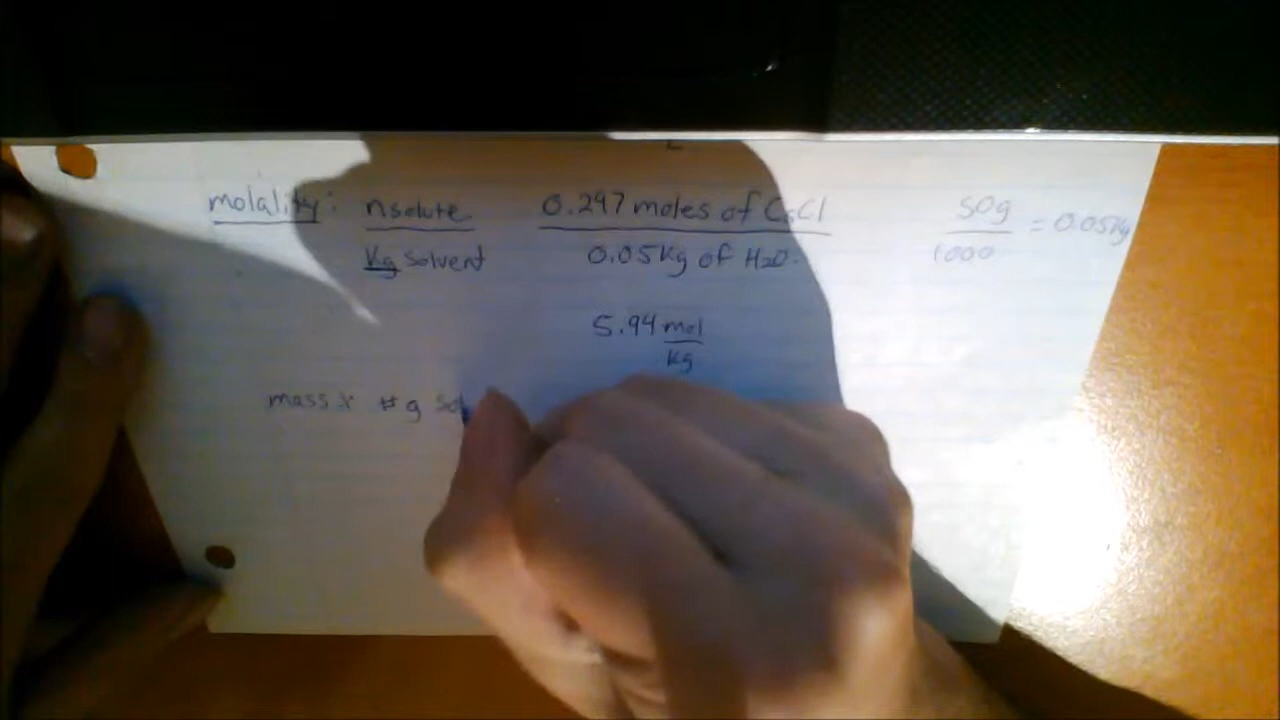 molality: nsolute 0.297 moles of CsCl 50g = 0.05Kg
Kg solvent 0.05Kg of H2O. 1000
5.94 mol
kg
# g